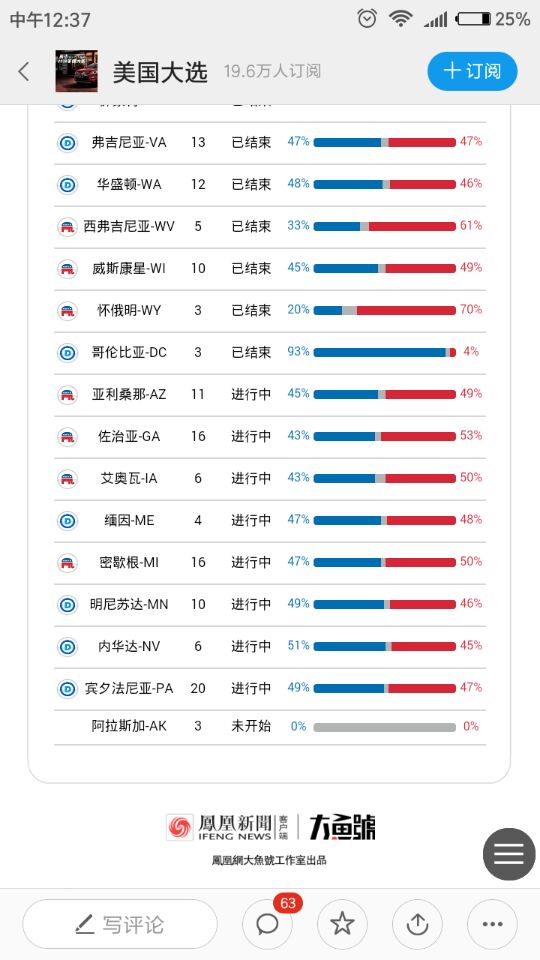 中午12:37
25%
美国大选 19.6万人订阅 十订阅
弗吉尼亚-VA 13 已结束 47% 47%
华盛顿-WA 12 已结束 48% 46%
西弗吉尼亚-WV 5 已结束 33% 61%
威斯康星-WI 10 已结束 45% 49%
怀俄明-WY 3 已结束 20% 70%
哥伦比亚-DC 3 已结束 93% 4%
亚利桑那-AZ 11 进行中 45% 49%
佐治亚-GA 16 进行中 43% 53%
艾奥瓦-IA 6 进行中 43% 50%
缅因-ME 4 进行中 47% 48%
密歇根-MI 16 进行中 47% 50%
明尼苏达-MN 10 进行中 49% 46%
内华达-NV 6 进行中 51% 45%
宾夕法尼亚-PA 20 进行中 49% 47%
阿拉斯加-AK 3 未开始 0% 0%
鳳凰新聞 客户端 大鱼號
IFENG NEWS
鳳凰網大魚號工作室出品
写评论
63